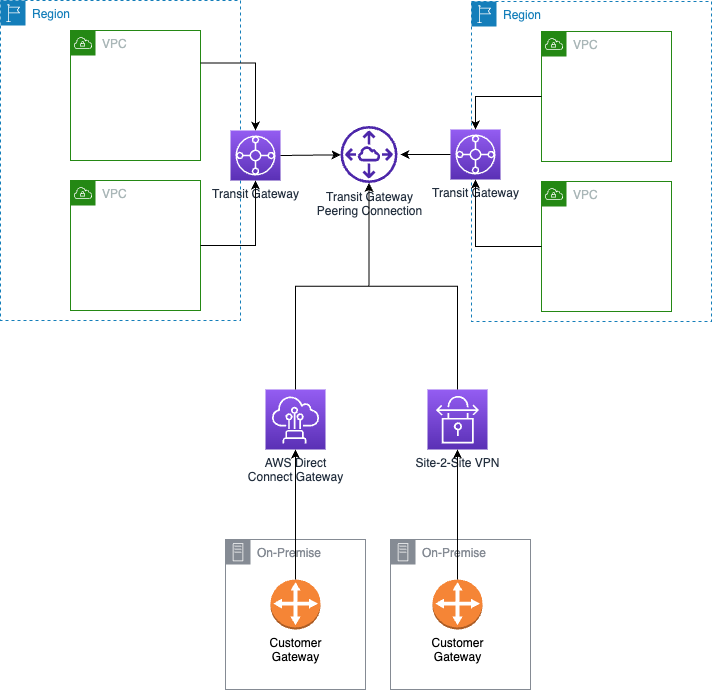 Region
Region
VPC
VPC
Transit Gateway
Transit Gateway
Peering Connection
Transit Gateway
VPC
VPC
AWS Direct
Connect Gateway
Site-2-Site VPN
On-Premise
On-Premise
Customer
Gateway
Customer
Gateway